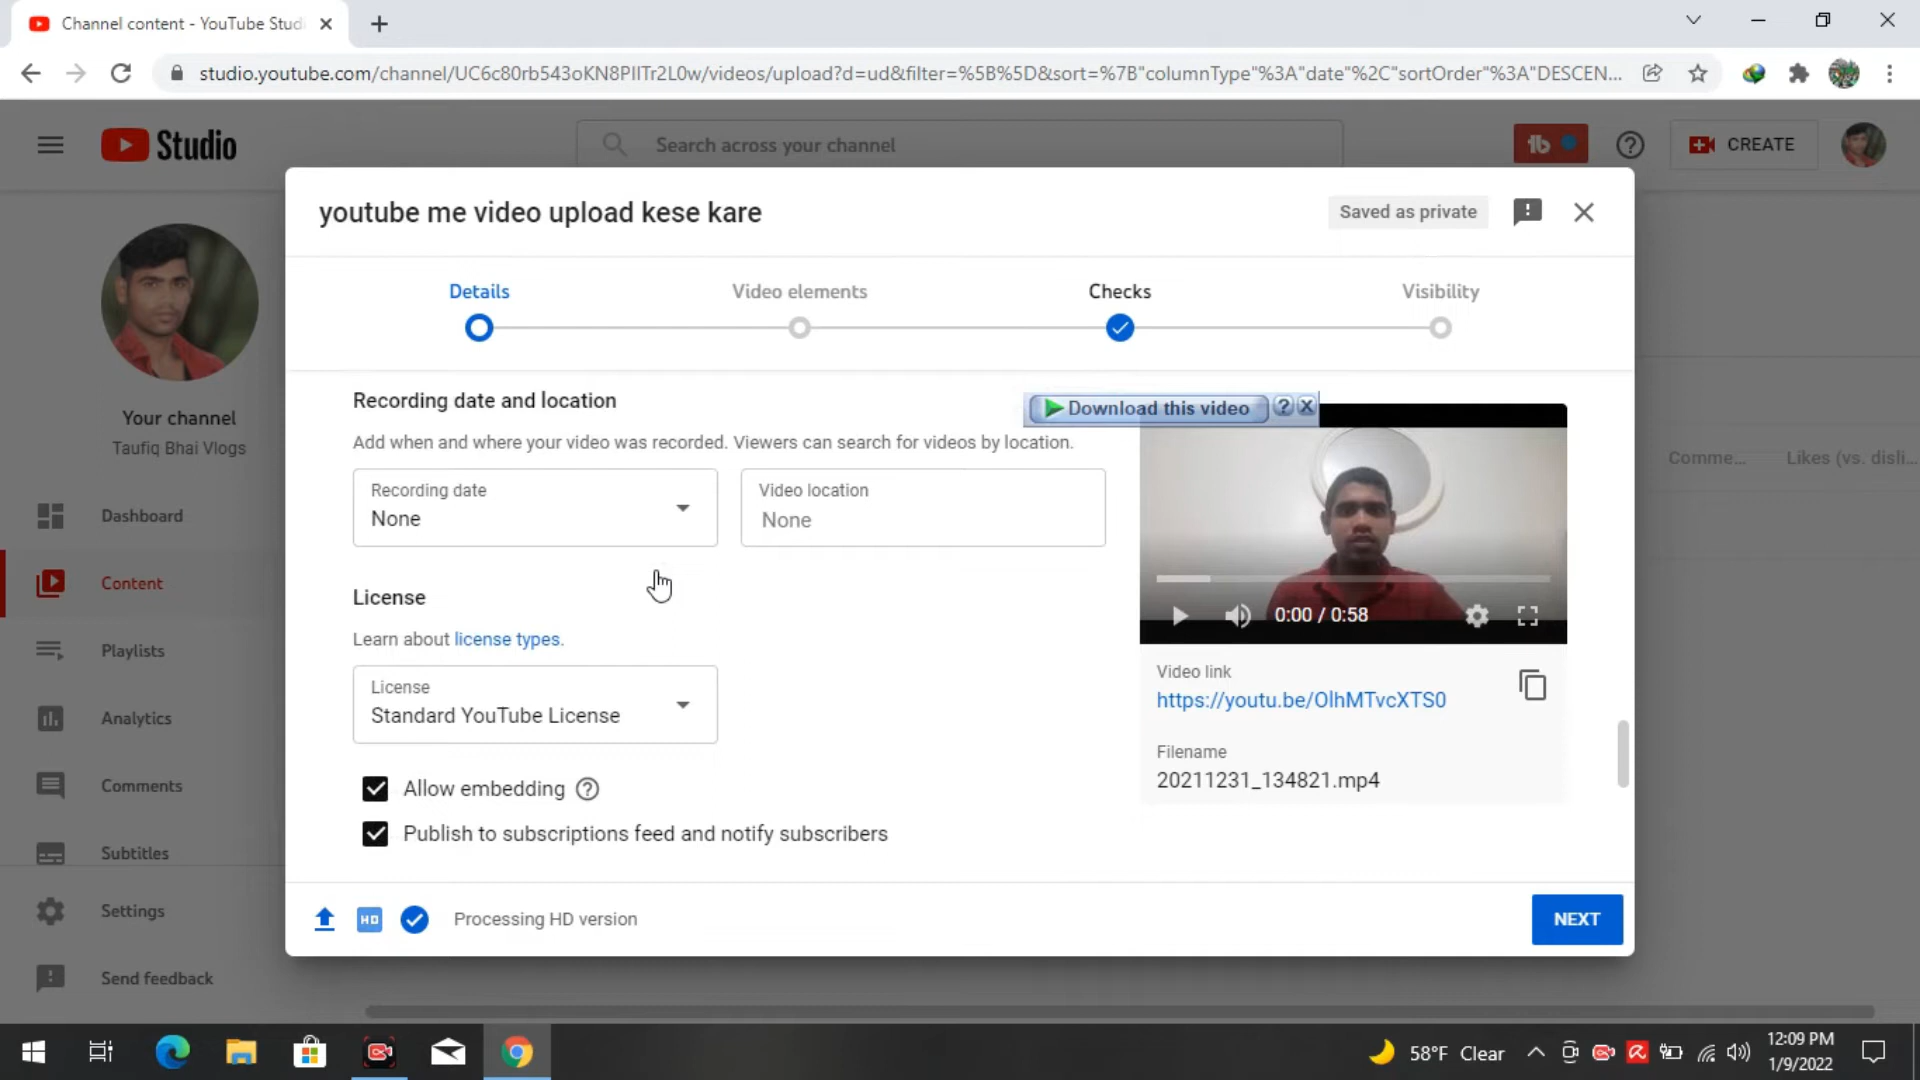 Channel content - YouTube Studi
studio.youtube.com/channel/UC6c80rb543oKN8PIITr2L0w/videos/upload?d=ud&filter=%5B%5D&sort=%7B"columnType"%3A"date"%2C"sortOrder"%3A"DESCEN...
Studio
Search across your channel
CREATE
youtube me video upload kese kare
Saved as private
Details
Video elements
Checks
Visibility
Your channel
Taufiq Bhai Vlogs
Dashboard
Content
Playlists
Analytics
Comments
Subtitles
Settings
Send feedback
Recording date and location
Add when and where your video was recorded. Viewers can search for videos by location.
Recording date
None
Video location
None
License
Learn about license types.
License
Standard YouTube License
Allow embedding
Publish to subscriptions feed and notify subscribers
Download this video
0:00 / 0:58
Video link
https://youtu.be/OlhMTvcXTS0
Filename
20211231_134821.mp4
Comme...
Likes (vs. disli...
HD
Processing HD version
NEXT
58°F Clear
12:09 PM
1/9/2022